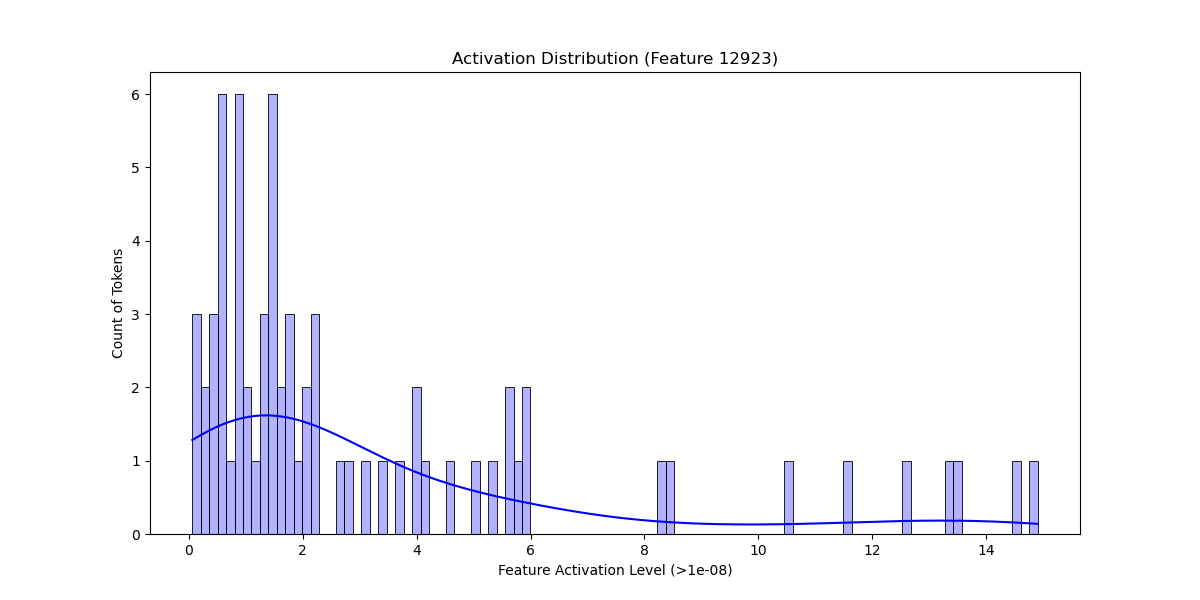 Activation Distribution (Feature 12923)
6
5
4
3
2
1
0
Count of Tokens
0 2 4 6 8 10 12 14
Feature Activation Level (>1e-08)